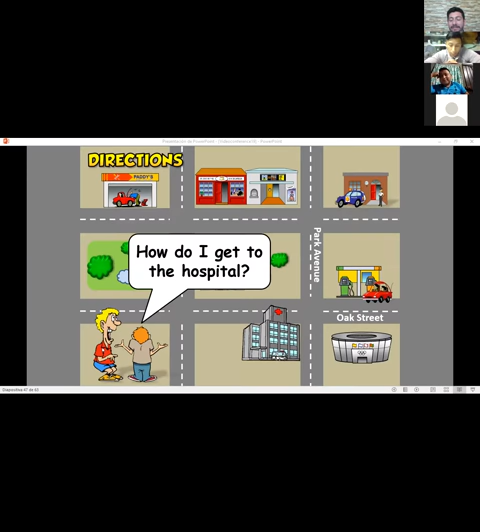 DIRECTIONS
PADDY'S
How do I get to
the hospital?
Park Avenue
Oak Street